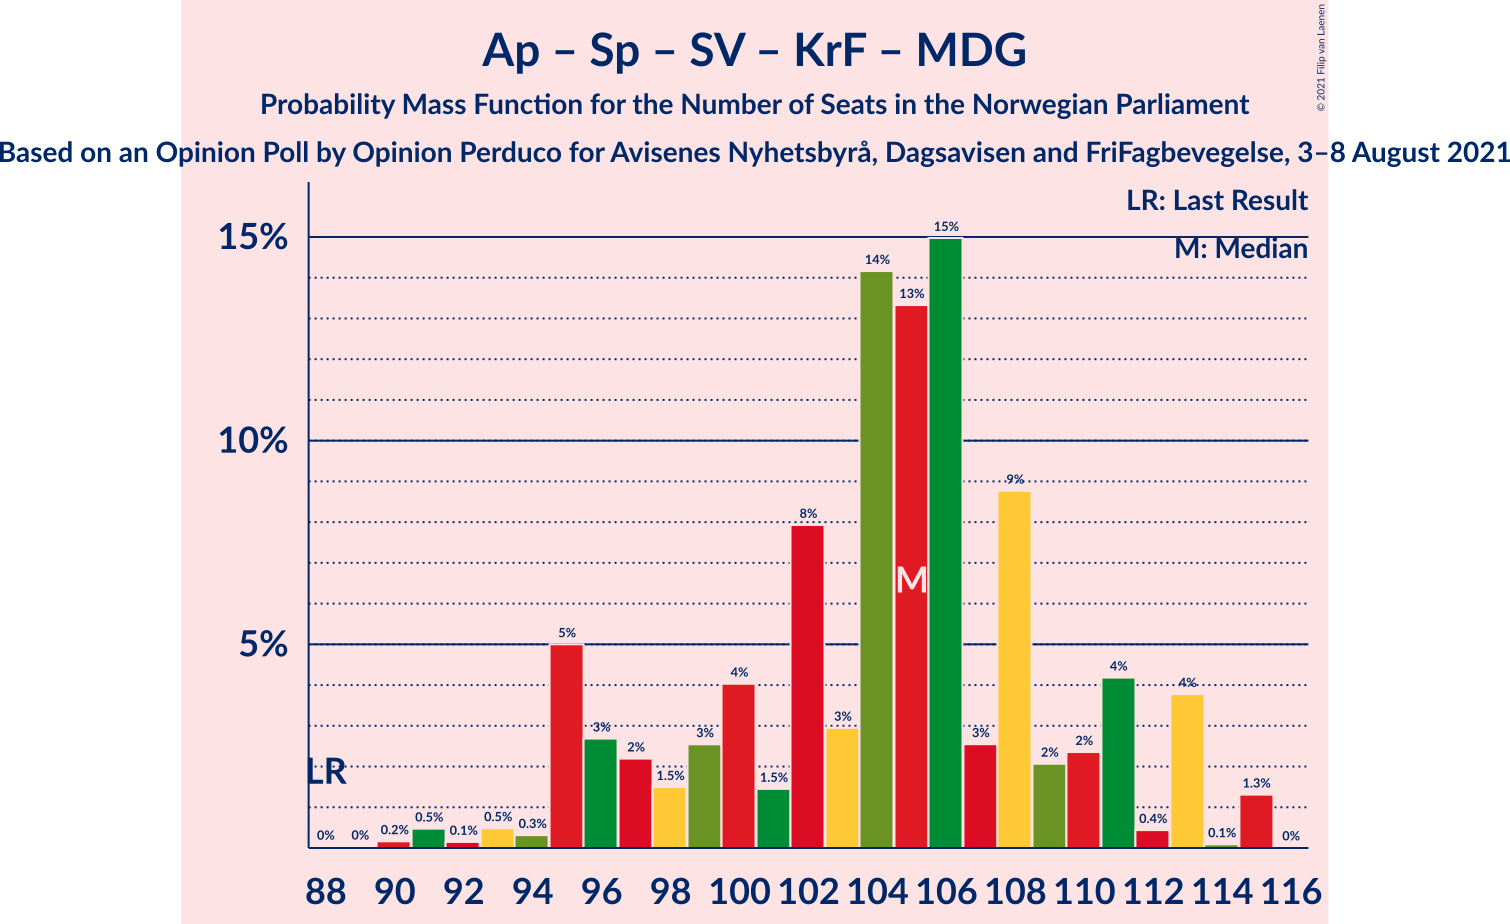 Ap – Sp – SV – KrF – MDG
Probability Mass Function for the Number of Seats in the Norwegian Parliament
Based on an Opinion Poll by Opinion Perduco for Avisenes Nyhetsbyrå, Dagsavisen and FriFagbevegelse, 3–8 August 2021
© 2021 Filip van Laenen
LR: Last Result
M: Median
15%
10%
5%
LR
M
0% 0% 0.2% 0.5% 0.1% 0.5% 0.3% 5% 3% 2% 1.5% 3% 4% 1.5% 8% 3% 14% 13% 15% 3% 9% 2% 2% 4% 0.4% 4% 0.1% 1.3% 0%
88 90 92 94 96 98 100 102 104 106 108 110 112 114 116